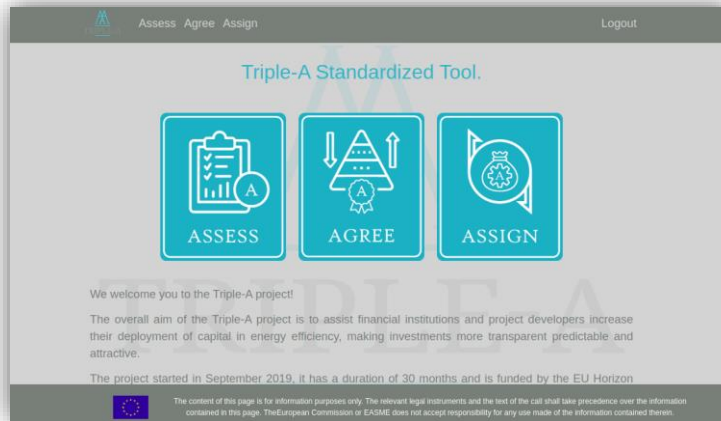 Assess Agree Assign Logout
Triple-A Standardized Tool.
A
A
A
ASSESS
AGREE
ASSIGN
TRIPLE-A
We welcome you to the Triple-A project!
The overall aim of the Triple-A project is to assist financial institutions and project developers increase
their deployment of capital in energy efficiency, making investments more transparent predictable and
attractive.
The project started in September 2019, it has a duration of 30 months and is funded by the EU Horizon
The content of this page is for information purposes only. The relevant legal instruments and the text of the call shall take precedence over the information
contained in this page. TheEuropean Commission or EASME does not accept responsibility for any use made of the information contained therein.